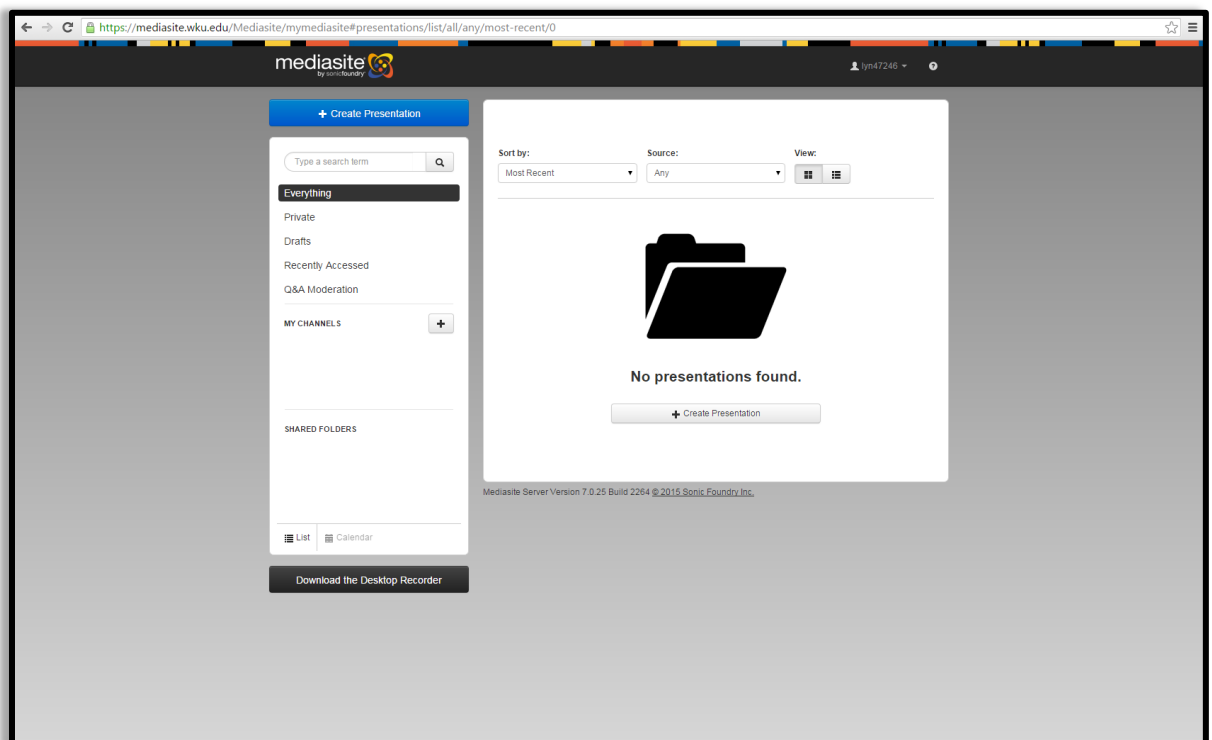 https://mediasite.wku.edu/Mediasite/mymediasite#presentations/list/all/any/most-recent/0
mediasite
by sonicfoundry
lyn47246
+ Create Presentation
Type a search term
Everything
Private
Drafts
Recently Accessed
Q&A Moderation
MY CHANNELS
+
SHARED FOLDERS
List
Calendar
Download the Desktop Recorder
Sort by: Source: View:
Most Recent Any
No presentations found.
+ Create Presentation
Mediasite Server Version 7.0.25 Build 2264 © 2015 Sonic Foundry Inc.